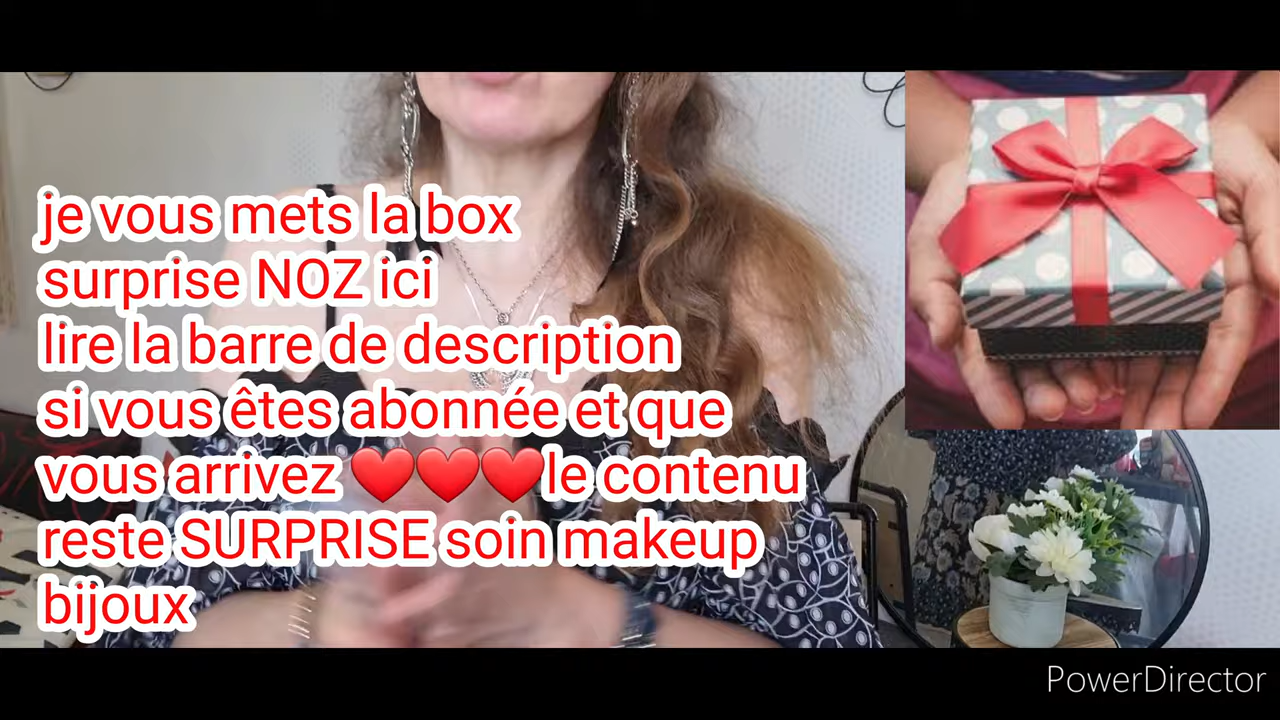 je vous mets la box
surprise NOZ ici
lire la barre de description
si vous êtes abonnée et que
vous arrivez ❤️❤️❤️le contenu
reste SURPRISE soin makeup
bijoux
PowerDirector